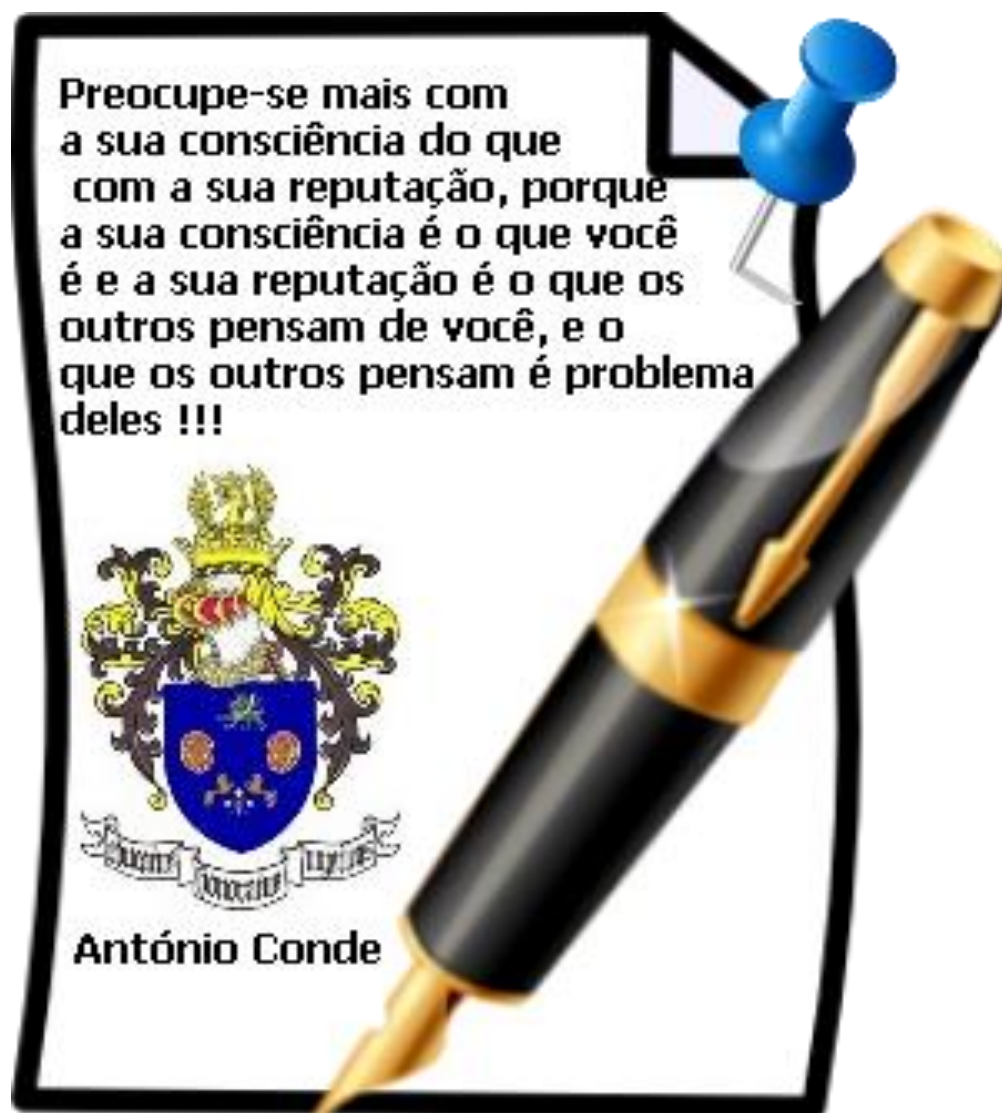 Preocupe-se mais com
a sua consciência do que
com a sua reputação, porque
a sua consciência é o que você
é e a sua reputação é o que os
outros pensam de você, e o
que os outros pensam é problema
deles !!!
António Conde